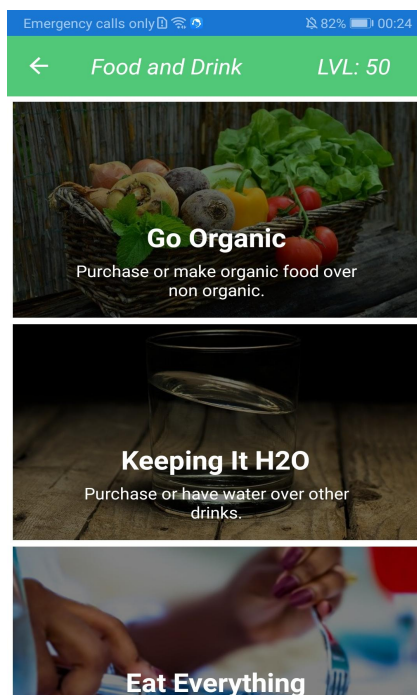 Emergency calls only 82% 00:24
Food and Drink LVL: 50
Go Organic
Purchase or make organic food over
non organic.
Keeping It H2O
Purchase or have water over other
drinks.
Eat Everything